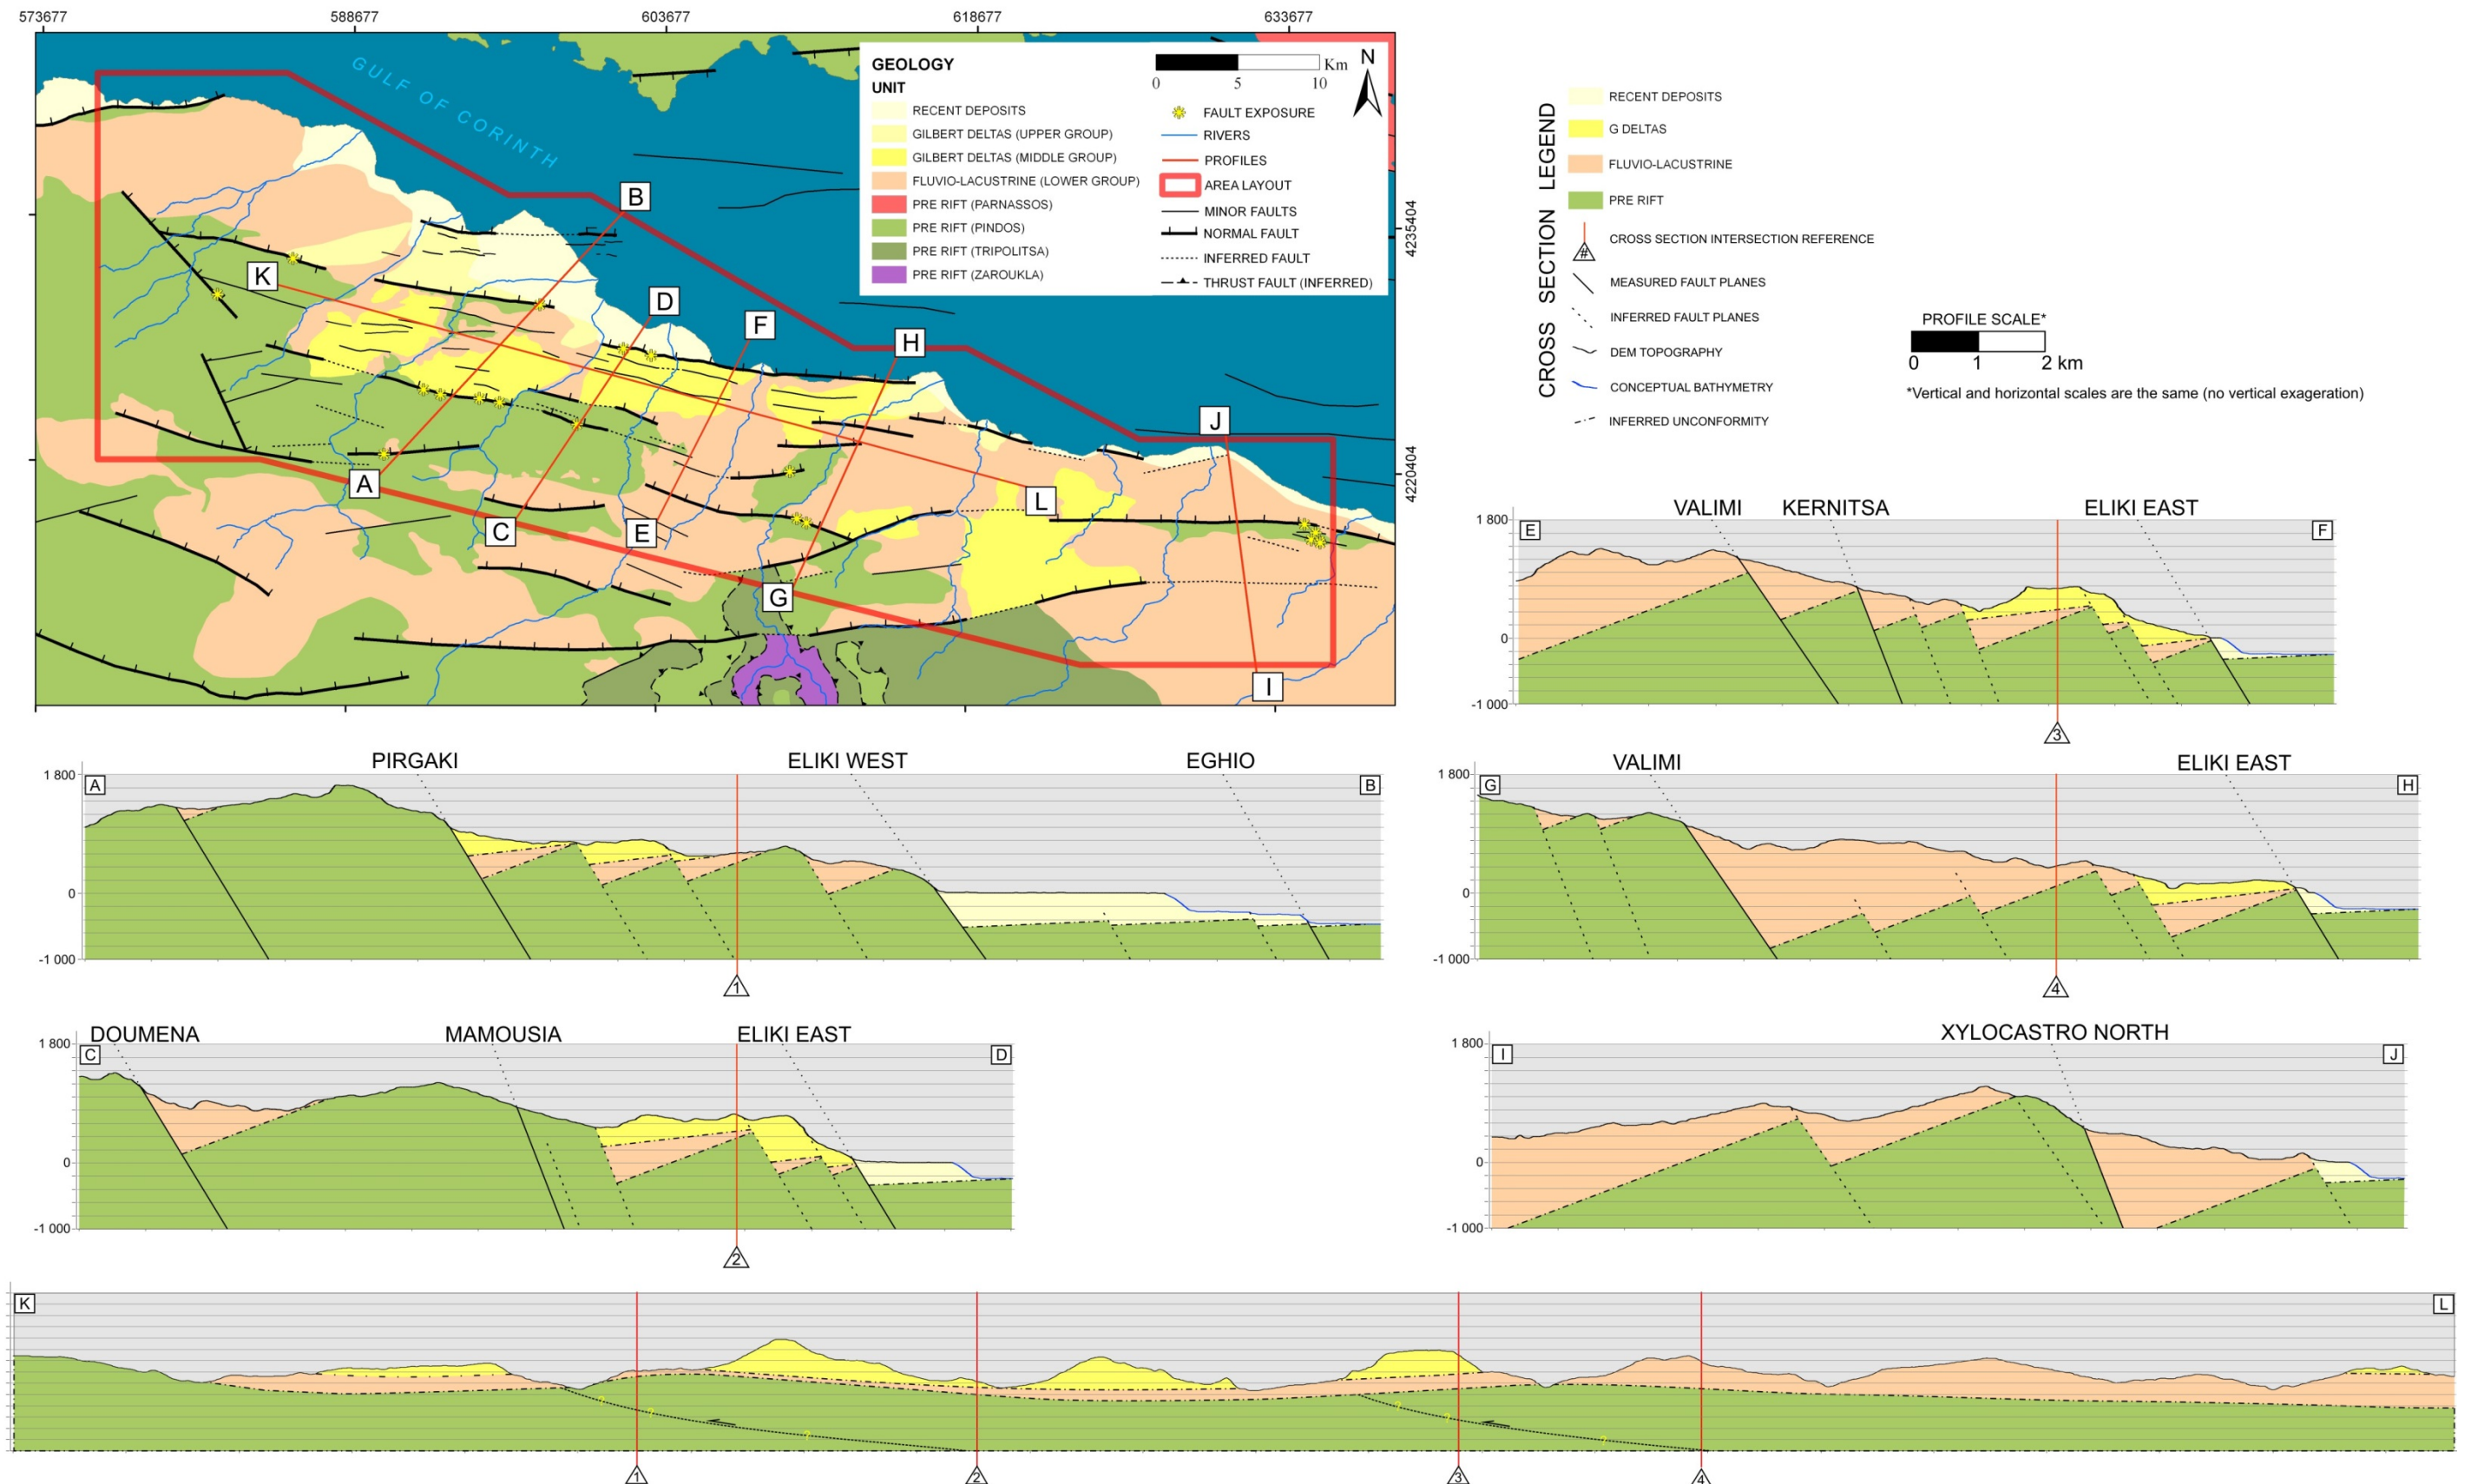 573677 588677 603677 618677 633677
GULF OF CORINTH
GEOLOGY
UNIT
RECENT DEPOSITS
GILBERT DELTAS (UPPER GROUP)
GILBERT DELTAS (MIDDLE GROUP)
FLUVIO-LACUSTRINE (LOWER GROUP)
PRE RIFT (PARNASSOS)
PRE RIFT (PINDOS)
PRE RIFT (TRIPOLITSA)
PRE RIFT (ZAROUKLA)
Km
0 5 10
N
FAULT EXPOSURE
RIVERS
PROFILES
AREA LAYOUT
MINOR FAULTS
NORMAL FAULT
INFERRED FAULT
THRUST FAULT (INFERRED)
4235404
4220404
B
K
D
F
H
J
A
L
C
E
G
I
CROSS SECTION LEGEND
RECENT DEPOSITS
G DELTAS
FLUVIO-LACUSTRINE
PRE RIFT
#
CROSS SECTION INTERSECTION REFERENCE
MEASURED FAULT PLANES
INFERRED FAULT PLANES
DEM TOPOGRAPHY
CONCEPTUAL BATHYMETRY
INFERRED UNCONFORMITY
PROFILE SCALE*
0 1 2 km
*Vertical and horizontal scales are the same (no vertical exageration)
VALIMI KERNITSA ELIKI EAST
1 800
E F
0
-1 000
3
PIRGAKI ELIKI WEST EGHIO
1 800
A B
0
-1 000
1
VALIMI ELIKI EAST
1 800
G H
0
-1 000
4
DOUMENA MAMOUSIA ELIKI EAST
1 800
C D
0
-1 000
2
XYLOCASTRO NORTH
1 800
I J
0
-1 000
K L
? ? ? ? ? ?
1 2 3 4